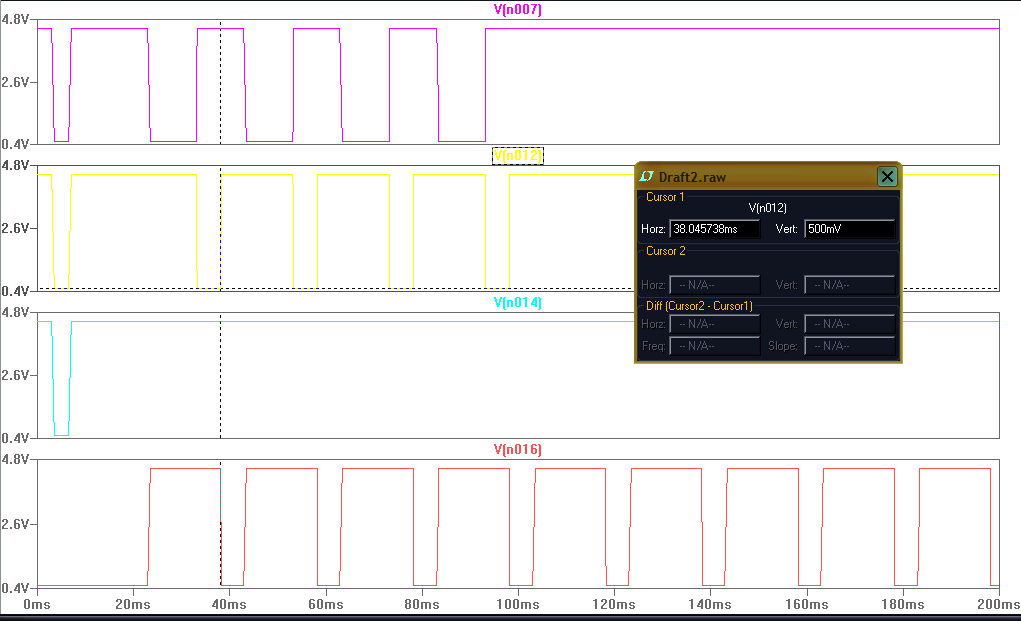 V(n007)
4.8V
2.6V
0.4V
V(n012)
4.8V
2.6V
0.4V
Draft2.raw
Cursor 1
V(n012)
Horz: 38.045738ms Vert: 500mV
Cursor 2
Horz: -- N/A-- Vert: -- N/A--
Diff (Cursor2 - Cursor1)
Horz: -- N/A-- Vert: -- N/A--
Freq: -- N/A-- Slope: -- N/A--
V(n014)
4.8V
2.6V
0.4V
V(n016)
4.8V
2.6V
0.4V
0ms 20ms 40ms 60ms 80ms 100ms 120ms 140ms 160ms 180ms 200ms